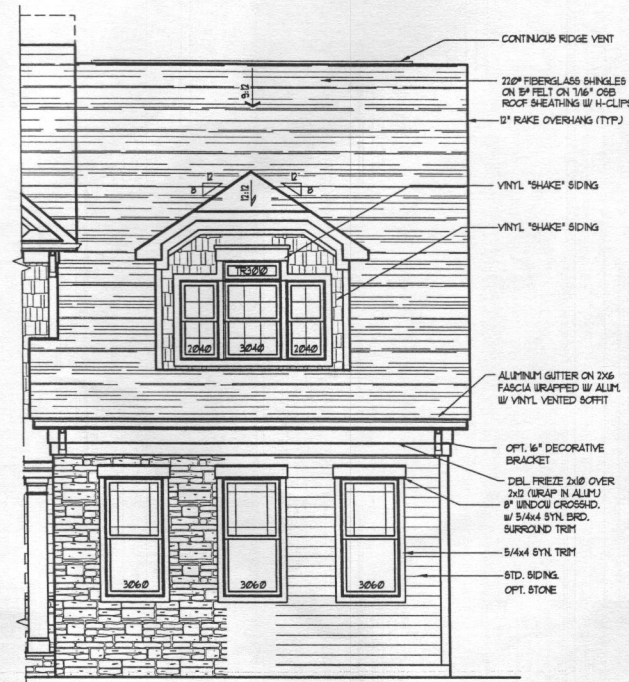 CONTINUOUS RIDGE VENT
220# FIBERGLASS SHINGLES
ON 15# FELT ON 7/16" OSB
ROOF SHEATHING W/ H-CLIPS
12" RAKE OVERHANG (TYP.)
9:12
12
8
12:12
12
8
VINYL "SHAKE" SIDING
VINYL "SHAKE" SIDING
TR3010
2040
3040
2040
ALUMINUM GUTTER ON 2X6
FASCIA WRAPPED W/ ALUM.
W/ VINYL VENTED SOFFIT
OPT. 16" DECORATIVE
BRACKET
DBL. FRIEZE 2x10 OVER
2x12 (WRAP IN ALUM.)
8" WINDOW CROSSHD.
w/ 5/4x4 SYN. BRD.
SURROUND TRIM
5/4x4 SYN. TRIM
STD. SIDING.
OPT. STONE
3060
3060
3060